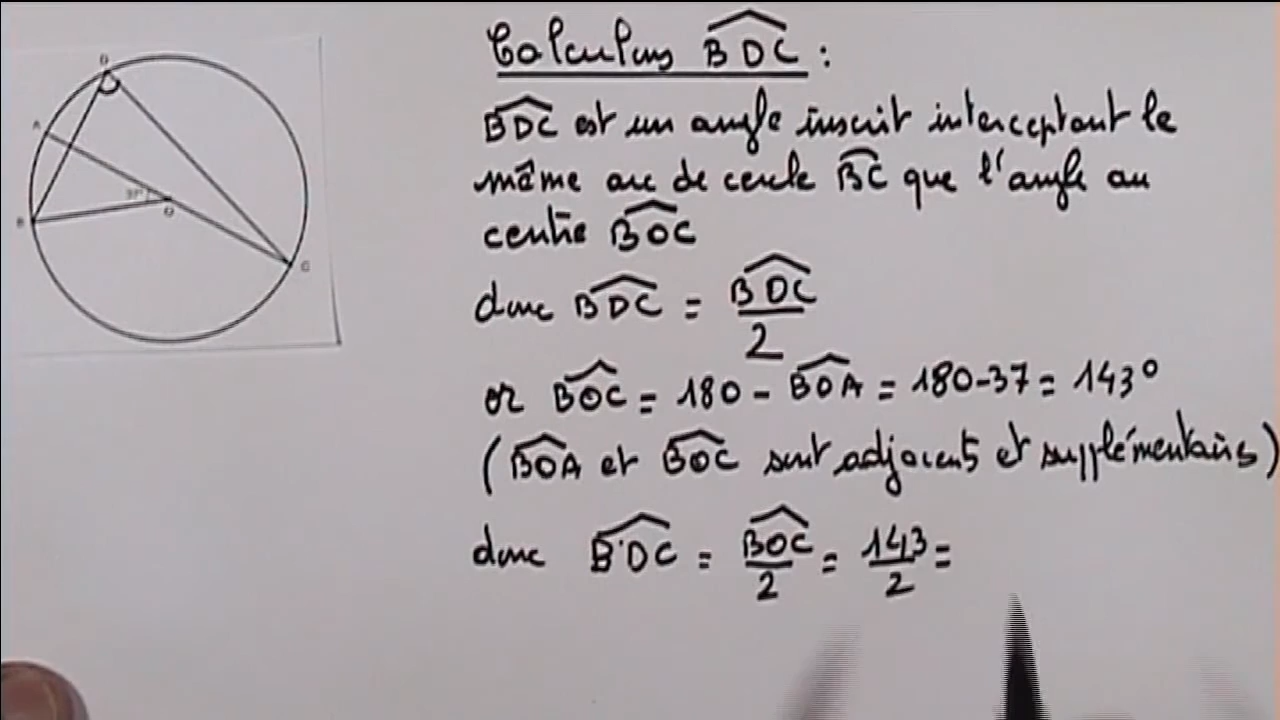 Calculons BDC :
BDC est un angle inscrit interceptant le
même arc de cercle BC que l'angle au
centre BOC
donc BDC = BDC / 2
or BOC = 180 - BOA = 180-37 = 143°
(BOA et BOC sont adjacents et supplémentaires)
donc BDC = BOC / 2 = 143 / 2 =
D
A
37°
O
B
C